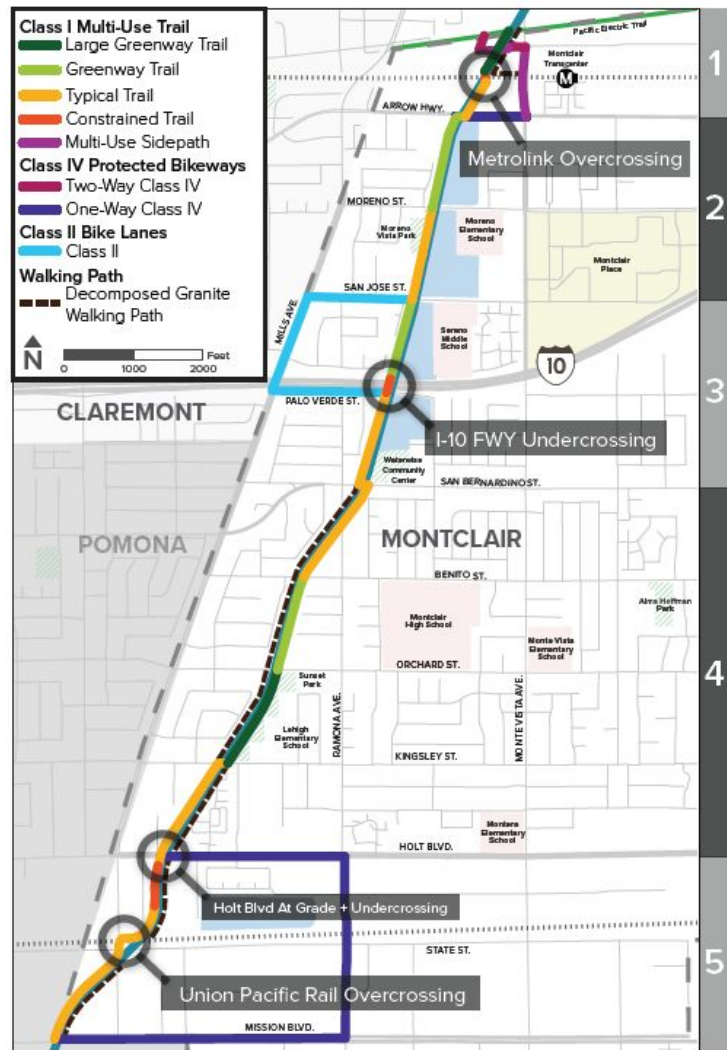 Class I Multi-Use Trail
Large Greenway Trail
Greenway Trail
Typical Trail
Constrained Trail
Multi-Use Sidepath
Class IV Protected Bikeways
Two-Way Class IV
One-Way Class IV
Class II Bike Lanes
Class II
Walking Path
Decomposed Granite
Walking Path
N
0 1000 2000 Feet
Pacific Electric Trail
Montclair
Transcenter
M
1
ARROW HWY.
Metrolink Overcrossing
2
MORENO ST.
Moreno
Vista Park
Moreno
Elementary
School
Montclair
Place
SAN JOSE ST.
MILLS AVE
Serano
Middle
School
10
3
PALO VERDE ST.
CLAREMONT
I-10 FWY Undercrossing
Waterwise
Community
Center
SAN BERNARDINO ST.
POMONA
MONTCLAIR
BENITO ST.
Montclair
High School
Alma Hoffman
Park
Monte Vista
Elementary
School
ORCHARD ST.
4
Sunset
Park
RAMONA AVE.
MONTE VISTA AVE.
Lehigh
Elementary
School
KINGSLEY ST.
Montera
Elementary
School
HOLT BLVD.
Holt Blvd At Grade + Undercrossing
STATE ST.
5
Union Pacific Rail Overcrossing
MISSION BLVD.